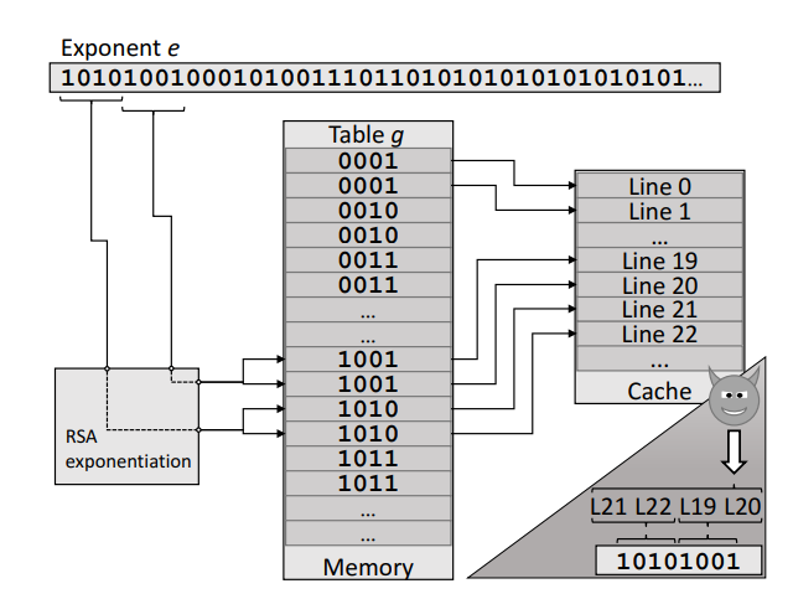 Exponent e
1010100100010100111011010101010101010101...
Table g
0001
0001
0010
0010
0011
0011
...
...
1001
1001
1010
1010
1011
1011
...
...
Memory
Line 0
Line 1
...
Line 19
Line 20
Line 21
Line 22
...
Cache
RSA
exponentiation
L21 L22 L19 L20
10101001